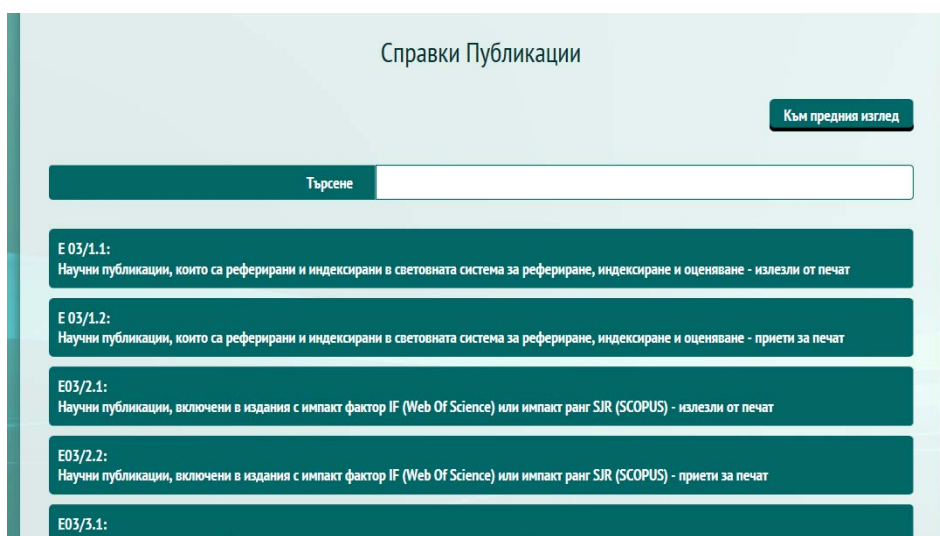 Справки Публикации
Към предния изглед
Търсене
E 03/1.1:
Научни публикации, които са реферирани и индексирани в световната система за рефериране, индексиране и оценяване - излезли от печат
E 03/1.2:
Научни публикации, които са реферирани и индексирани в световната система за рефериране, индексиране и оценяване - приети за печат
E03/2.1:
Научни публикации, включени в издания с импакт фактор IF (Web Of Science) или импакт ранг SJR (SCOPUS) - излезли от печат
E03/2.2:
Научни публикации, включени в издания с импакт фактор IF (Web Of Science) или импакт ранг SJR (SCOPUS) - приети за печат
E03/3.1: